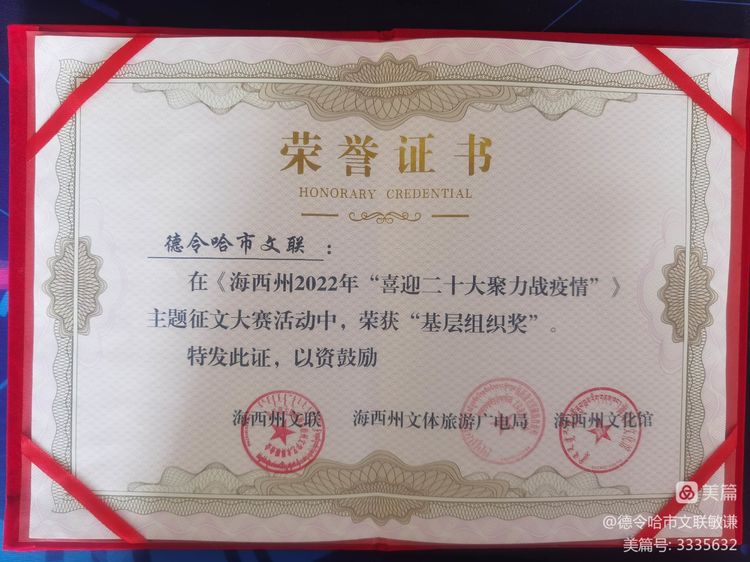 荣誉证书
HONORARY CREDENTIAL
德令哈市文联：
在《海西州2022年“喜迎二十大聚力战疫情”》
主题征文大赛活动中，荣获“基层组织奖”。
特发此证，以资鼓励
海西州文联 海西州文体旅游广电局 海西州文化馆
美篇
@德令哈市文联敏谦
美篇号: 3335632